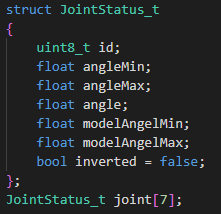 struct JointStatus_t
{
    uint8_t id;
    float angleMin;
    float angleMax;
    float angle;
    float modelAngelMin;
    float modelAngelMax;
    bool inverted = false;
};
JointStatus_t joint[7];